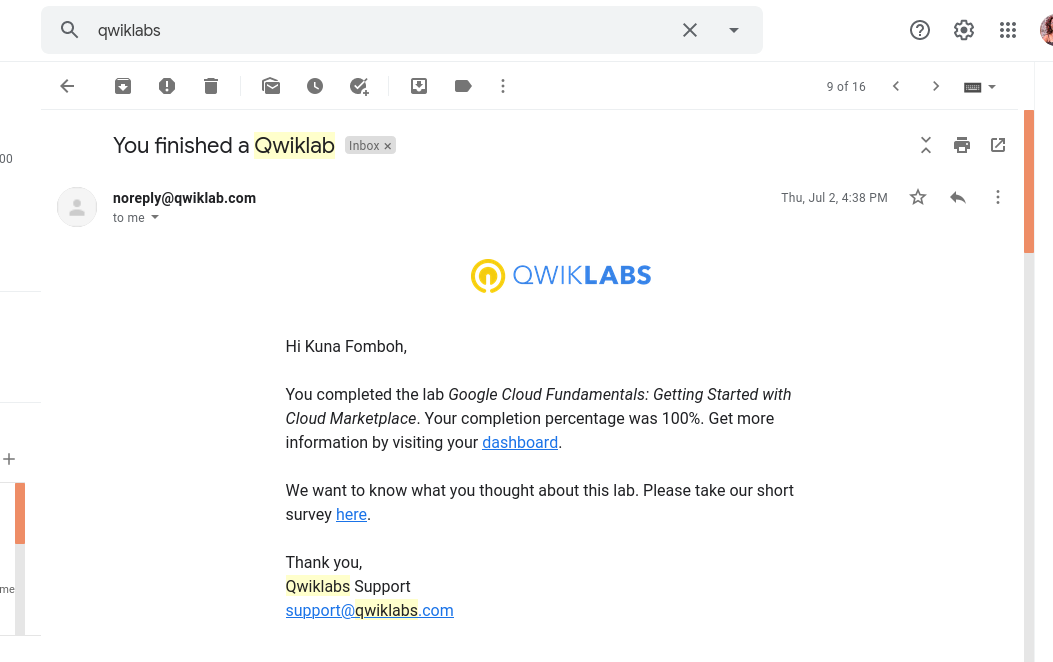 qwiklabs
9 of 16
You finished a Qwiklab Inbox ×
00
noreply@qwiklab.com
Thu, Jul 2, 4:38 PM
to me
QWIKLABS
Hi Kuna Fomboh,
You completed the lab Google Cloud Fundamentals: Getting Started with
Cloud Marketplace. Your completion percentage was 100%. Get more
information by visiting your dashboard.
We want to know what you thought about this lab. Please take our short
survey here.
Thank you,
Qwiklabs Support
me
support@qwiklabs.com